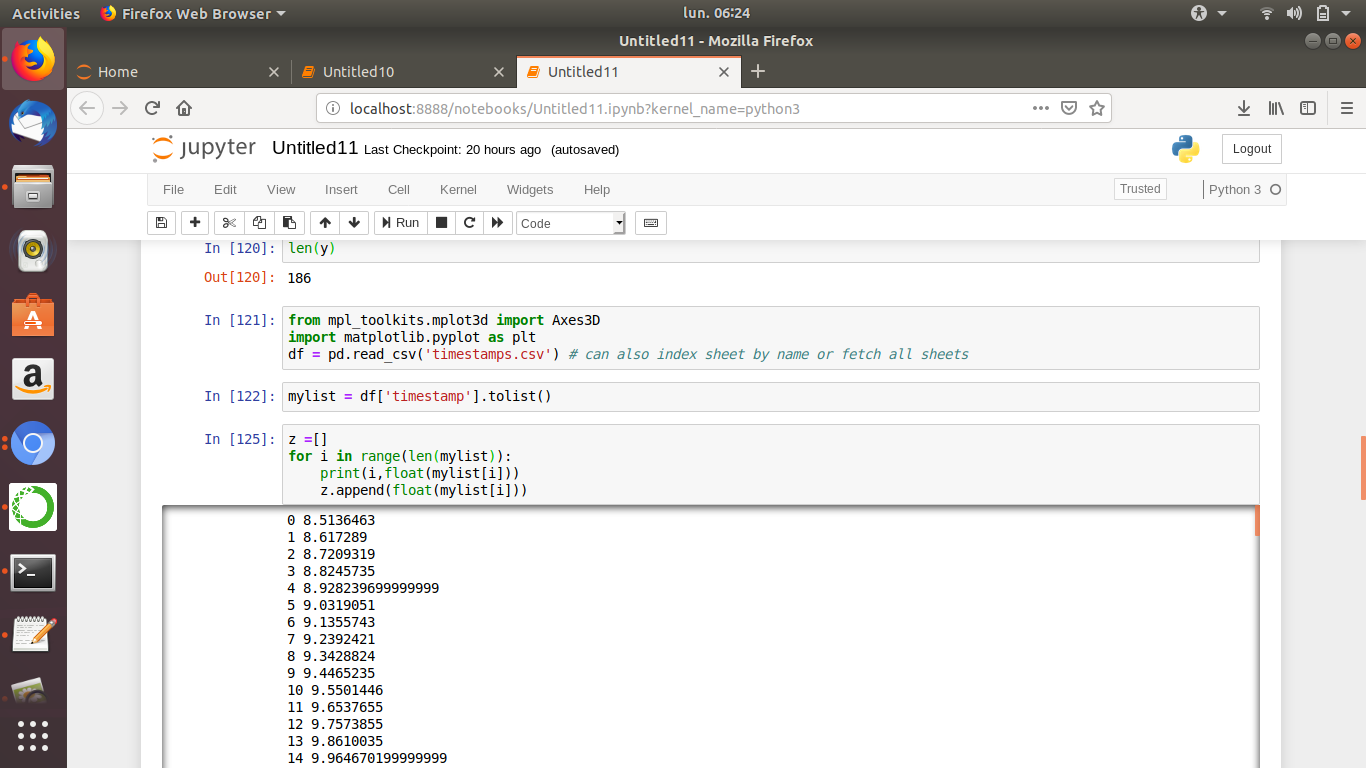 Activities Firefox Web Browser lun. 06:24
Untitled11 - Mozilla Firefox
Home Untitled10 Untitled11
localhost:8888/notebooks/Untitled11.ipynb?kernel_name=python3
jupyter Untitled11 Last Checkpoint: 20 hours ago (autosaved) Logout
File Edit View Insert Cell Kernel Widgets Help Trusted Python 3
Run Code
In [120]: len(y)
Out[120]: 186
In [121]: from mpl_toolkits.mplot3d import Axes3D
import matplotlib.pyplot as plt
df = pd.read_csv('timestamps.csv') # can also index sheet by name or fetch all sheets
In [122]: mylist = df['timestamp'].tolist()
In [125]: z =[]
for i in range(len(mylist)):
    print(i,float(mylist[i]))
    z.append(float(mylist[i]))
0 8.5136463
1 8.617289
2 8.7209319
3 8.8245735
4 8.928239699999999
5 9.0319051
6 9.1355743
7 9.2392421
8 9.3428824
9 9.4465235
10 9.5501446
11 9.6537655
12 9.7573855
13 9.8610035
14 9.964670199999999